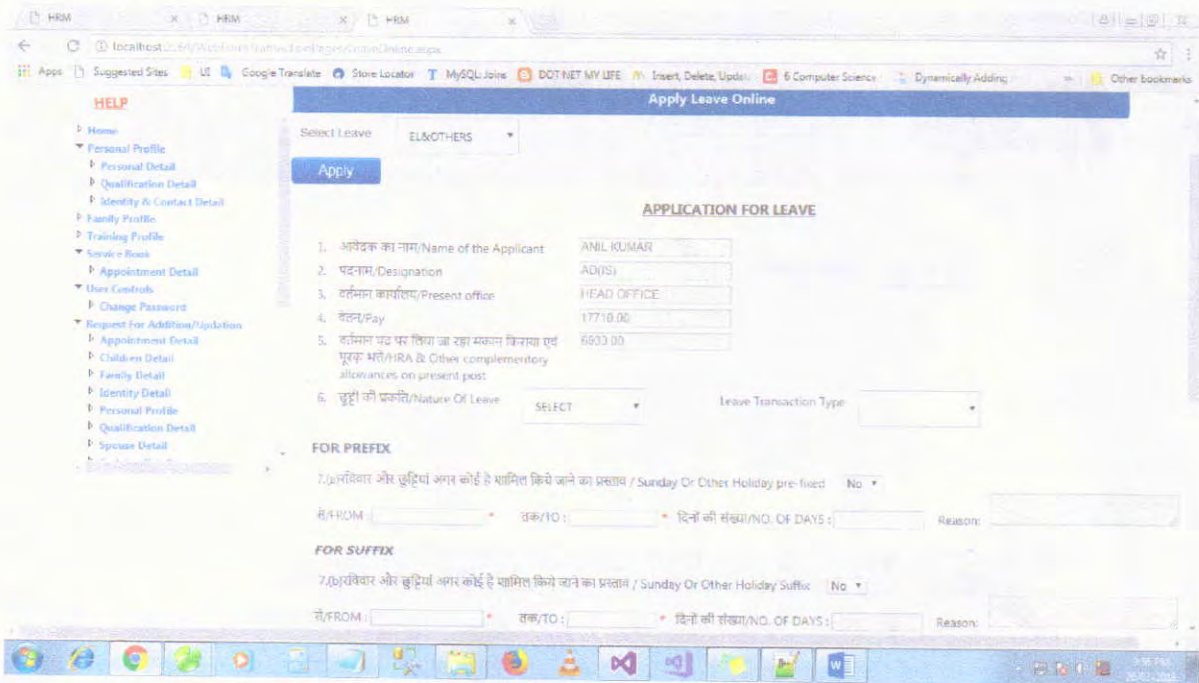 HRM
HRM
HRM
Apps Suggested Sites UI Google Translate Store Locator MySQL Joins DOT NET MY LIFE Insert, Delete, Updat 6 Computer Science Dynamically Adding Other bookmarks
HELP
Home
Personal Profile
Personal Detail
Qualification Detail
Identity & Contact Detail
Family Profile
Training Profile
Service Book
Appointment Detail
User Controls
Change Password
Request For Addition/Updation
Appointment Detail
Children Detail
Family Detail
Identity Detail
Personal Profile
Qualification Detail
Spouse Detail
Apply Leave Online
Select Leave EL&OTHERS
Apply
APPLICATION FOR LEAVE
1. आवेदक का नाम/Name of the Applicant ANIL KUMAR
2. पदनाम/Designation AD(IS)
3. वर्तमान कार्यालय/Present office HEAD OFFICE
4. वेतन/Pay 17710.00
5. वर्तमान पद पर लिया जा रहा मकान किराया एवं 6933.00
पूरक भत्ते/HRA & Other complementory
allowances on present post
6. छुट्टी की प्रकति/Nature Of Leave SELECT Leave Transaction Type
FOR PREFIX
7.(a)रविवार और छुट्टियां अगर कोई है शामिल किये जाने का प्रस्ताव / Sunday Or Other Holiday pre-fixed No
से/FROM : * तक/TO : * दिनों की संख्या/NO. OF DAYS : Reason:
FOR SUFFIX
7.(b)रविवार और छुट्टियां अगर कोई है शामिल किये जाने का प्रस्ताव / Sunday Or Other Holiday Suffix No
से/FROM : * तक/TO : * दिनों की संख्या/NO. OF DAYS : Reason: